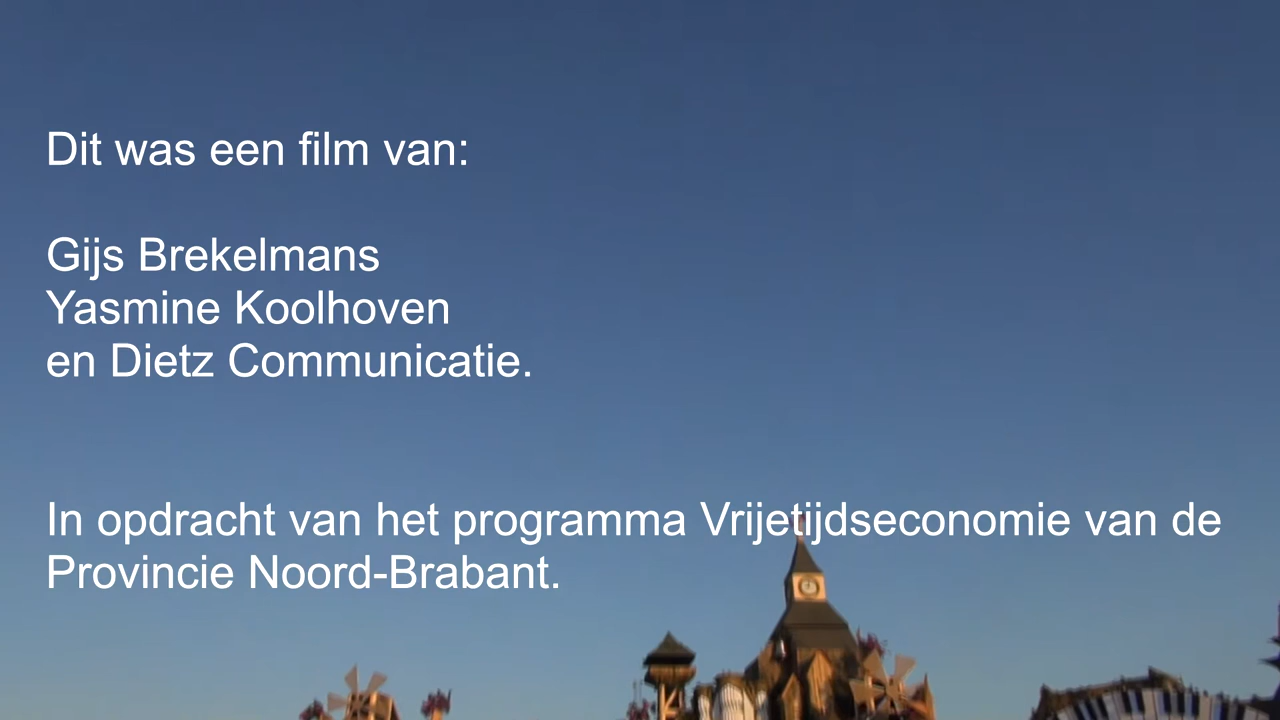 Dit was een film van:
Gijs Brekelmans
Yasmine Koolhoven
en Dietz Communicatie.
In opdracht van het programma Vrijetijdseconomie van de
Provincie Noord-Brabant.